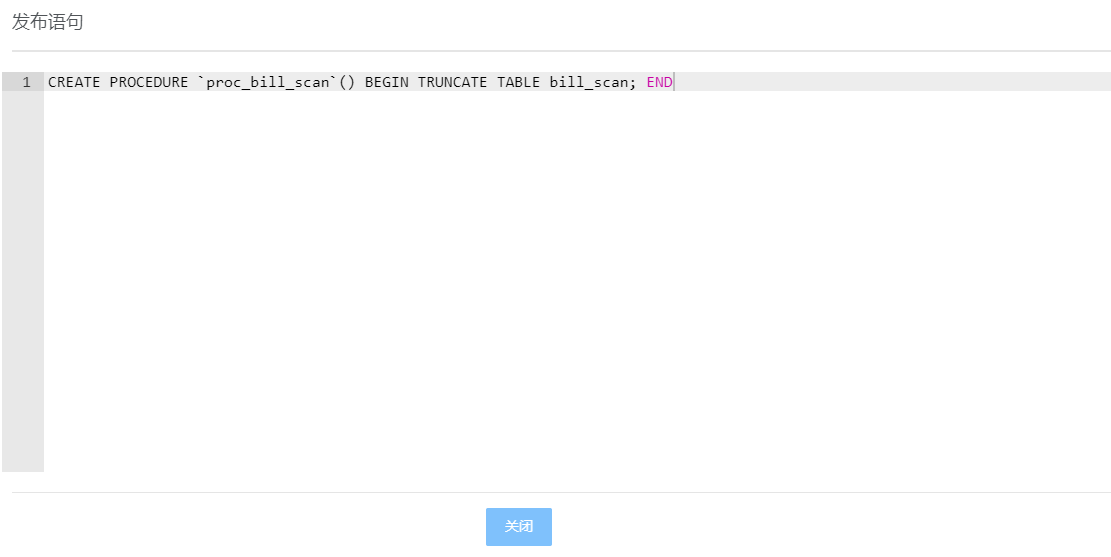 发布语句
1 CREATE PROCEDURE `proc_bill_scan`() BEGIN TRUNCATE TABLE bill_scan; END
关闭